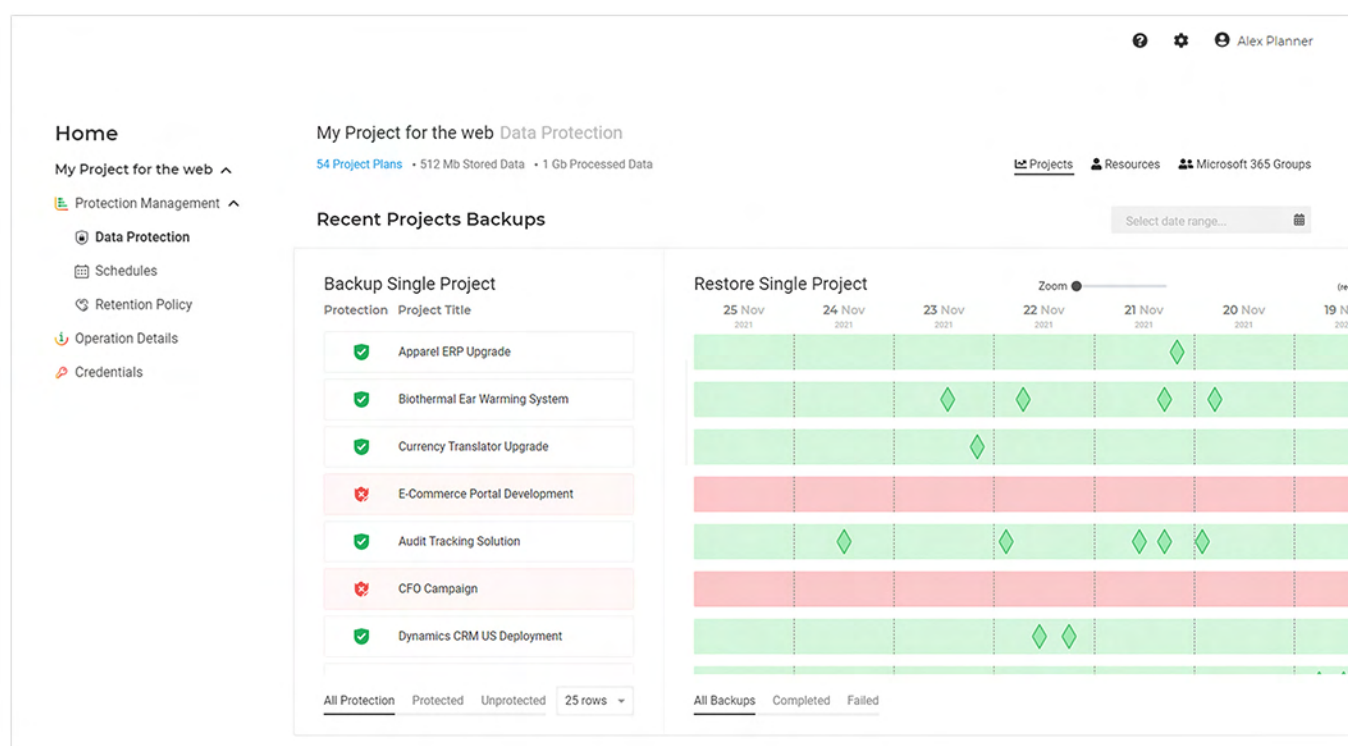 Alex Planner
Home
My Project for the web
Protection Management
Data Protection
Schedules
Retention Policy
Operation Details
Credentials
My Project for the web Data Protection
54 Project Plans • 512 Mb Stored Data • 1 Gb Processed Data
Projects Resources Microsoft 365 Groups
Recent Projects Backups
Select date range...
Backup Single Project
Protection Project Title
Apparel ERP Upgrade
Biothermal Ear Warming System
Currency Translator Upgrade
E-Commerce Portal Development
Audit Tracking Solution
CFO Campaign
Dynamics CRM US Deployment
All Protection Protected Unprotected 25 rows
Restore Single Project
Zoom (re
25 Nov 24 Nov 23 Nov 22 Nov 21 Nov 20 Nov 19 N
2021 2021 2021 2021 2021 2021 202
All Backups Completed Failed